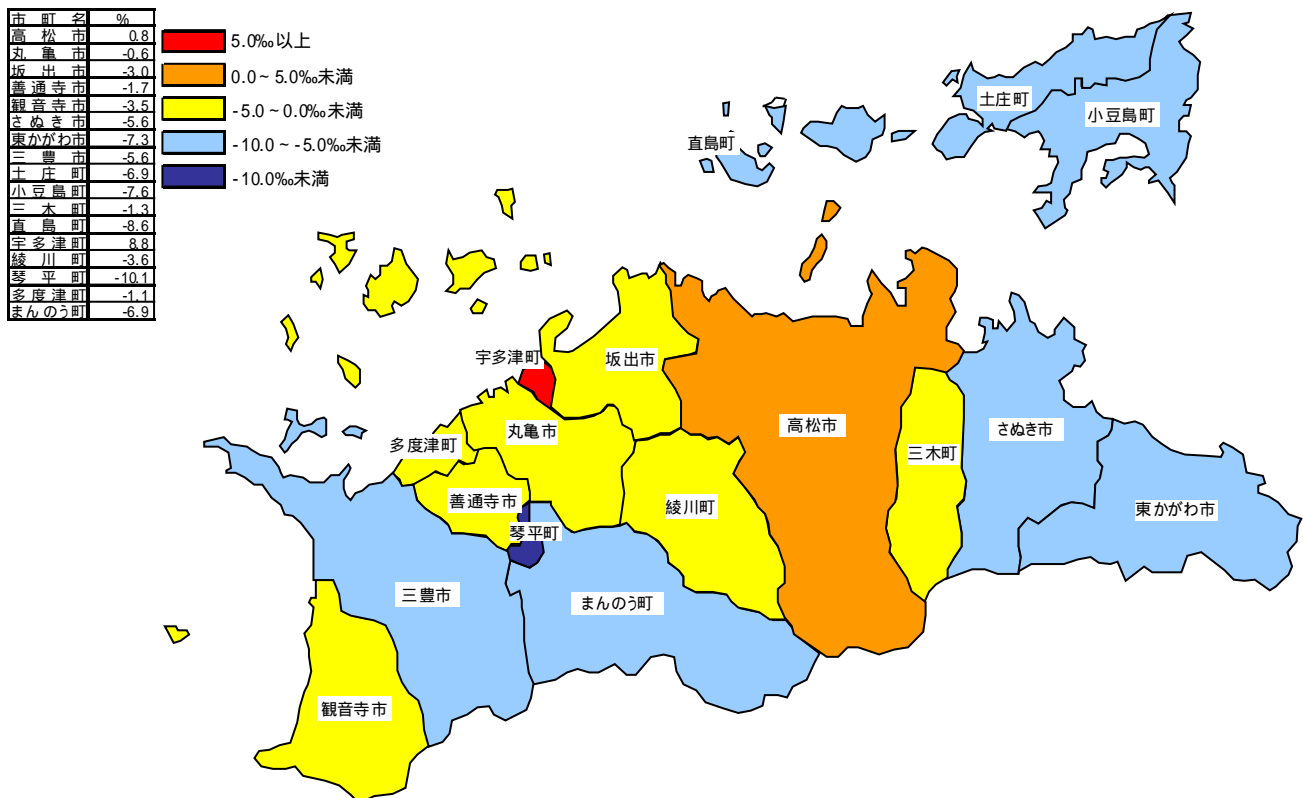 市町名 %
高松市 0.8
丸亀市 -0.6
坂出市 -3.0
善通寺市 -1.7
観音寺市 -3.5
さぬき市 -5.6
東かがわ市 -7.3
三豊市 -5.6
土庄町 -6.9
小豆島町 -7.6
三木町 -1.3
直島町 -8.6
宇多津町 8.8
綾川町 -3.6
琴平町 -10.1
多度津町 -1.1
まんのう町 -6.9
5.0‰以上
0.0~5.0‰未満
-5.0~0.0‰未満
-10.0~-5.0‰未満
-10.0‰未満
土庄町
小豆島町
直島町
宇多津町
坂出市
高松市
さぬき市
丸亀市
多度津町
三木町
善通寺市
綾川町
東かがわ市
琴平町
三豊市
まんのう町
観音寺市